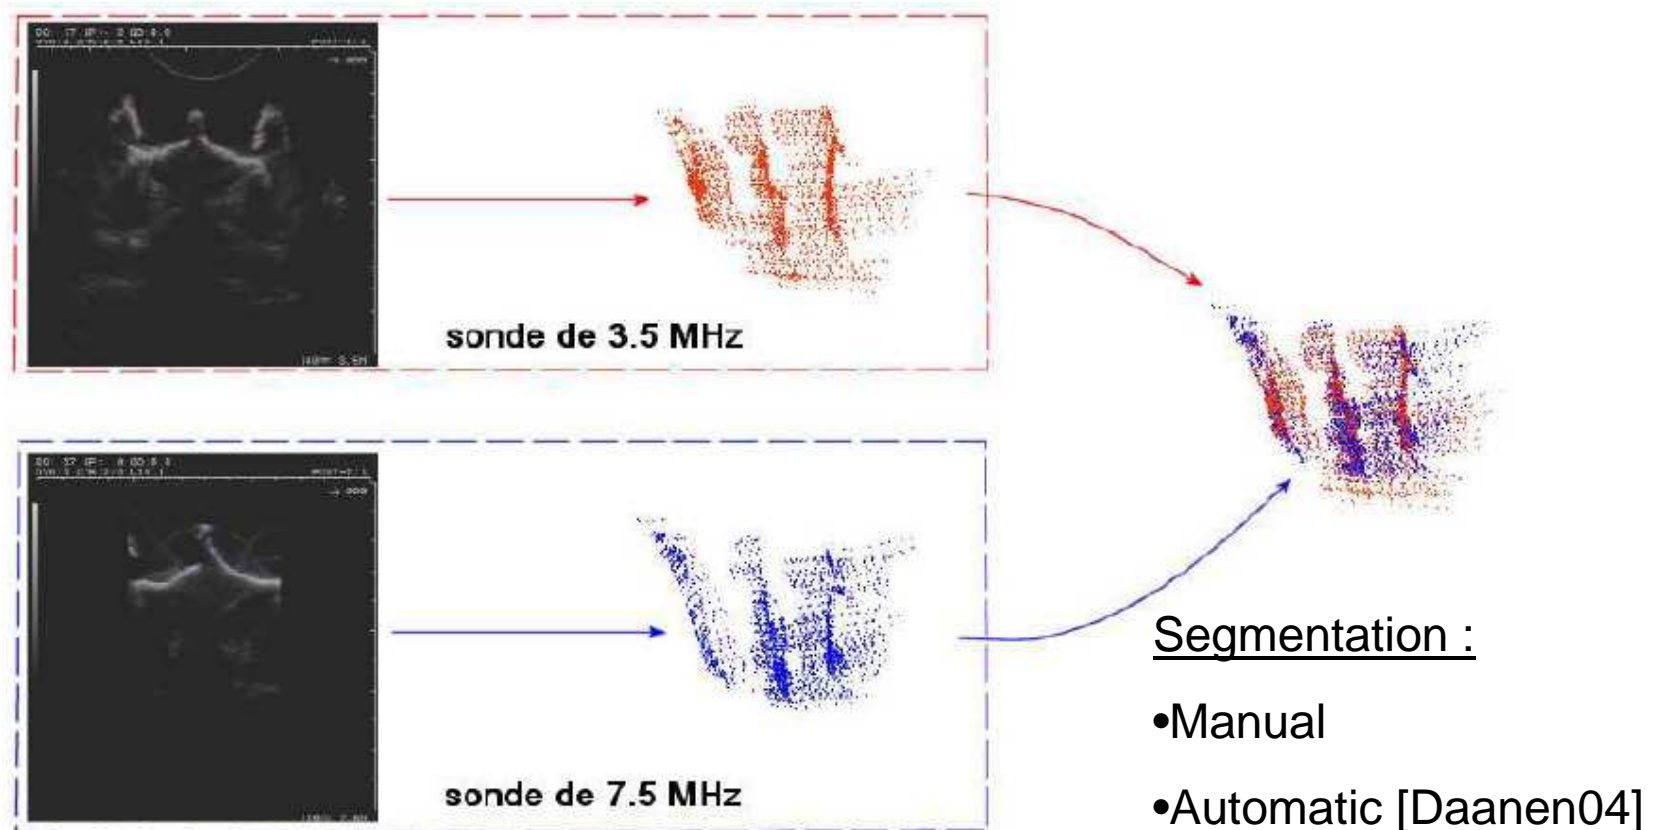 sonde de 3.5 MHz
sonde de 7.5 MHz
Segmentation :
•Manual
•Automatic [Daanen04]